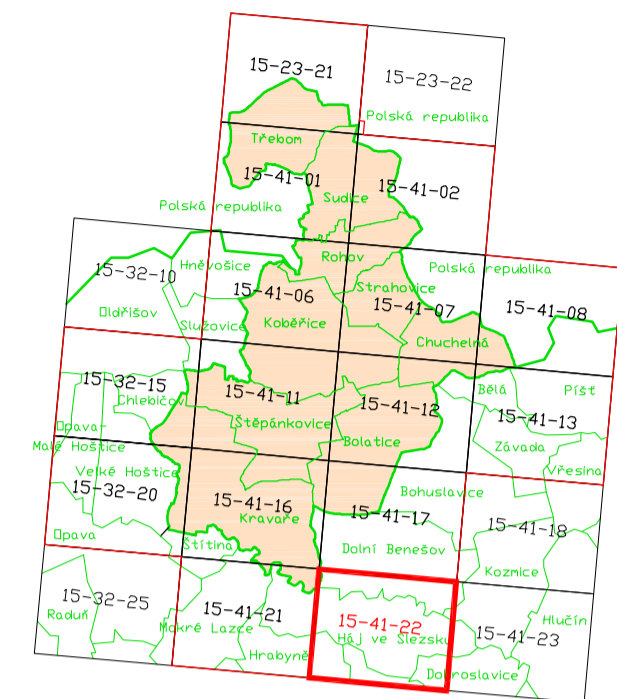 15-23-21
15-23-22
Polská republika
Třebom
15-41-01
15-41-02
Sudice
Polská republika
Rohov
Hněvošice
Polská republika
15-32-10
Strahovice
15-41-06
15-41-07
15-41-08
Oldřišov
Služovice
Kobeřice
Chuchelná
15-32-15
15-41-11
15-41-12
Bělá
Píšť
Chlebičov
15-41-13
Opava-
Štěpánkovice
Malé Hoštice
Bolatice
Závada
Velké Hoštice
Vřesina
15-32-20
15-41-16
Bohuslavice
Kravaře
15-41-17
15-41-18
Opava
Štítina
Dolní Benešov
Kozmice
15-32-25
15-41-21
15-41-22
15-41-23
Raduň
Mokré Lazce
Háj ve Slezsku
Hlučín
Hrabyně
Dobroslavice